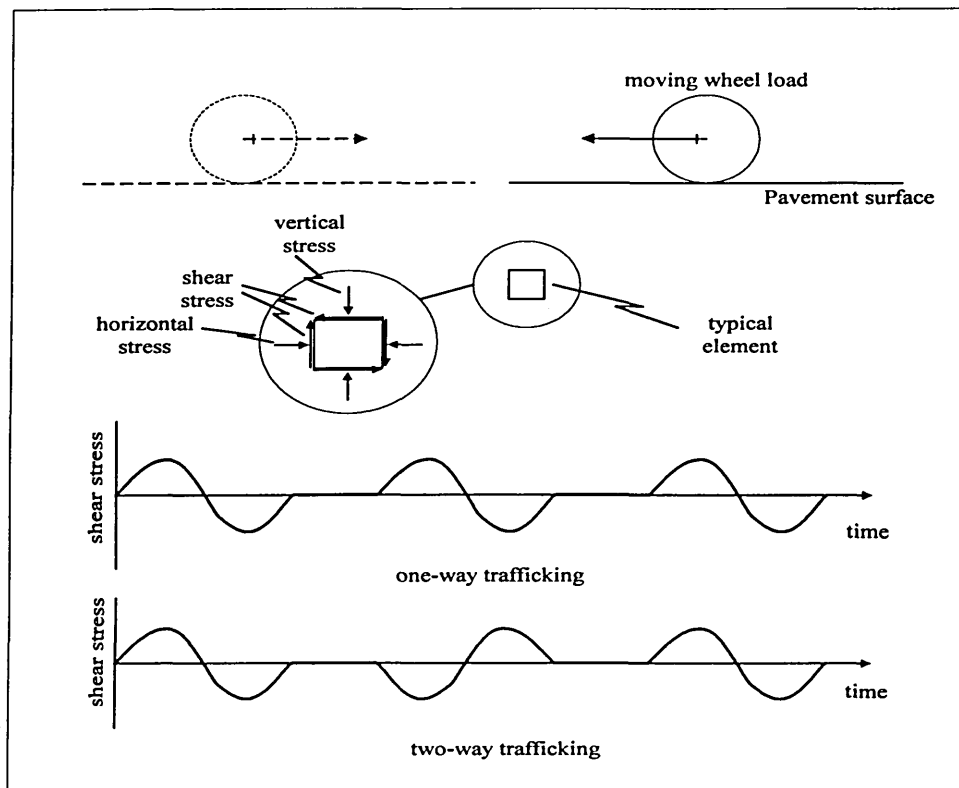 moving wheel load
Pavement surface
vertical
stress
shear
stress
horizontal
stress
typical
element
shear stress
time
one-way trafficking
shear stress
time
two-way trafficking